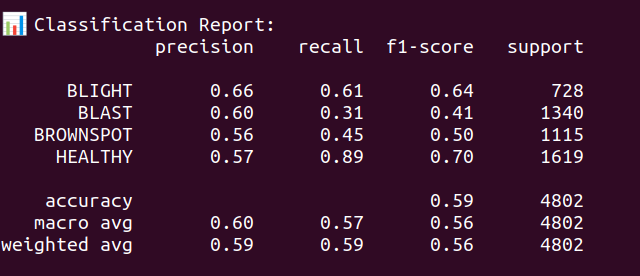 📊 Classification Report:
precision recall f1-score support
BLIGHT 0.66 0.61 0.64 728
BLAST 0.60 0.31 0.41 1340
BROWNSPOT 0.56 0.45 0.50 1115
HEALTHY 0.57 0.89 0.70 1619
accuracy 0.59 4802
macro avg 0.60 0.57 0.56 4802
weighted avg 0.59 0.59 0.56 4802